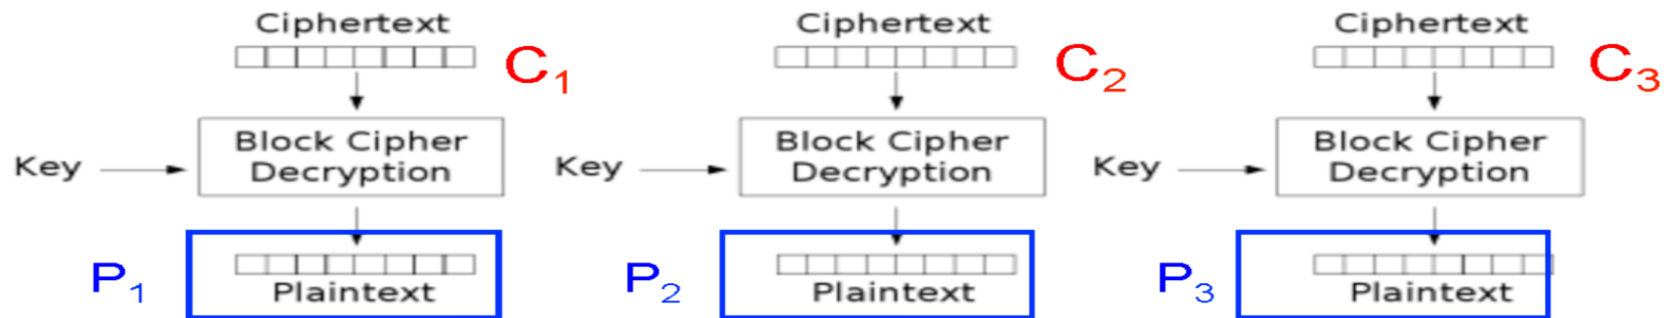 Ciphertext Ciphertext Ciphertext
C₁ C₂ C₃
Block Cipher Block Cipher Block Cipher
Key Key Key
Decryption Decryption Decryption
P₁ P₂ P₃
Plaintext Plaintext Plaintext